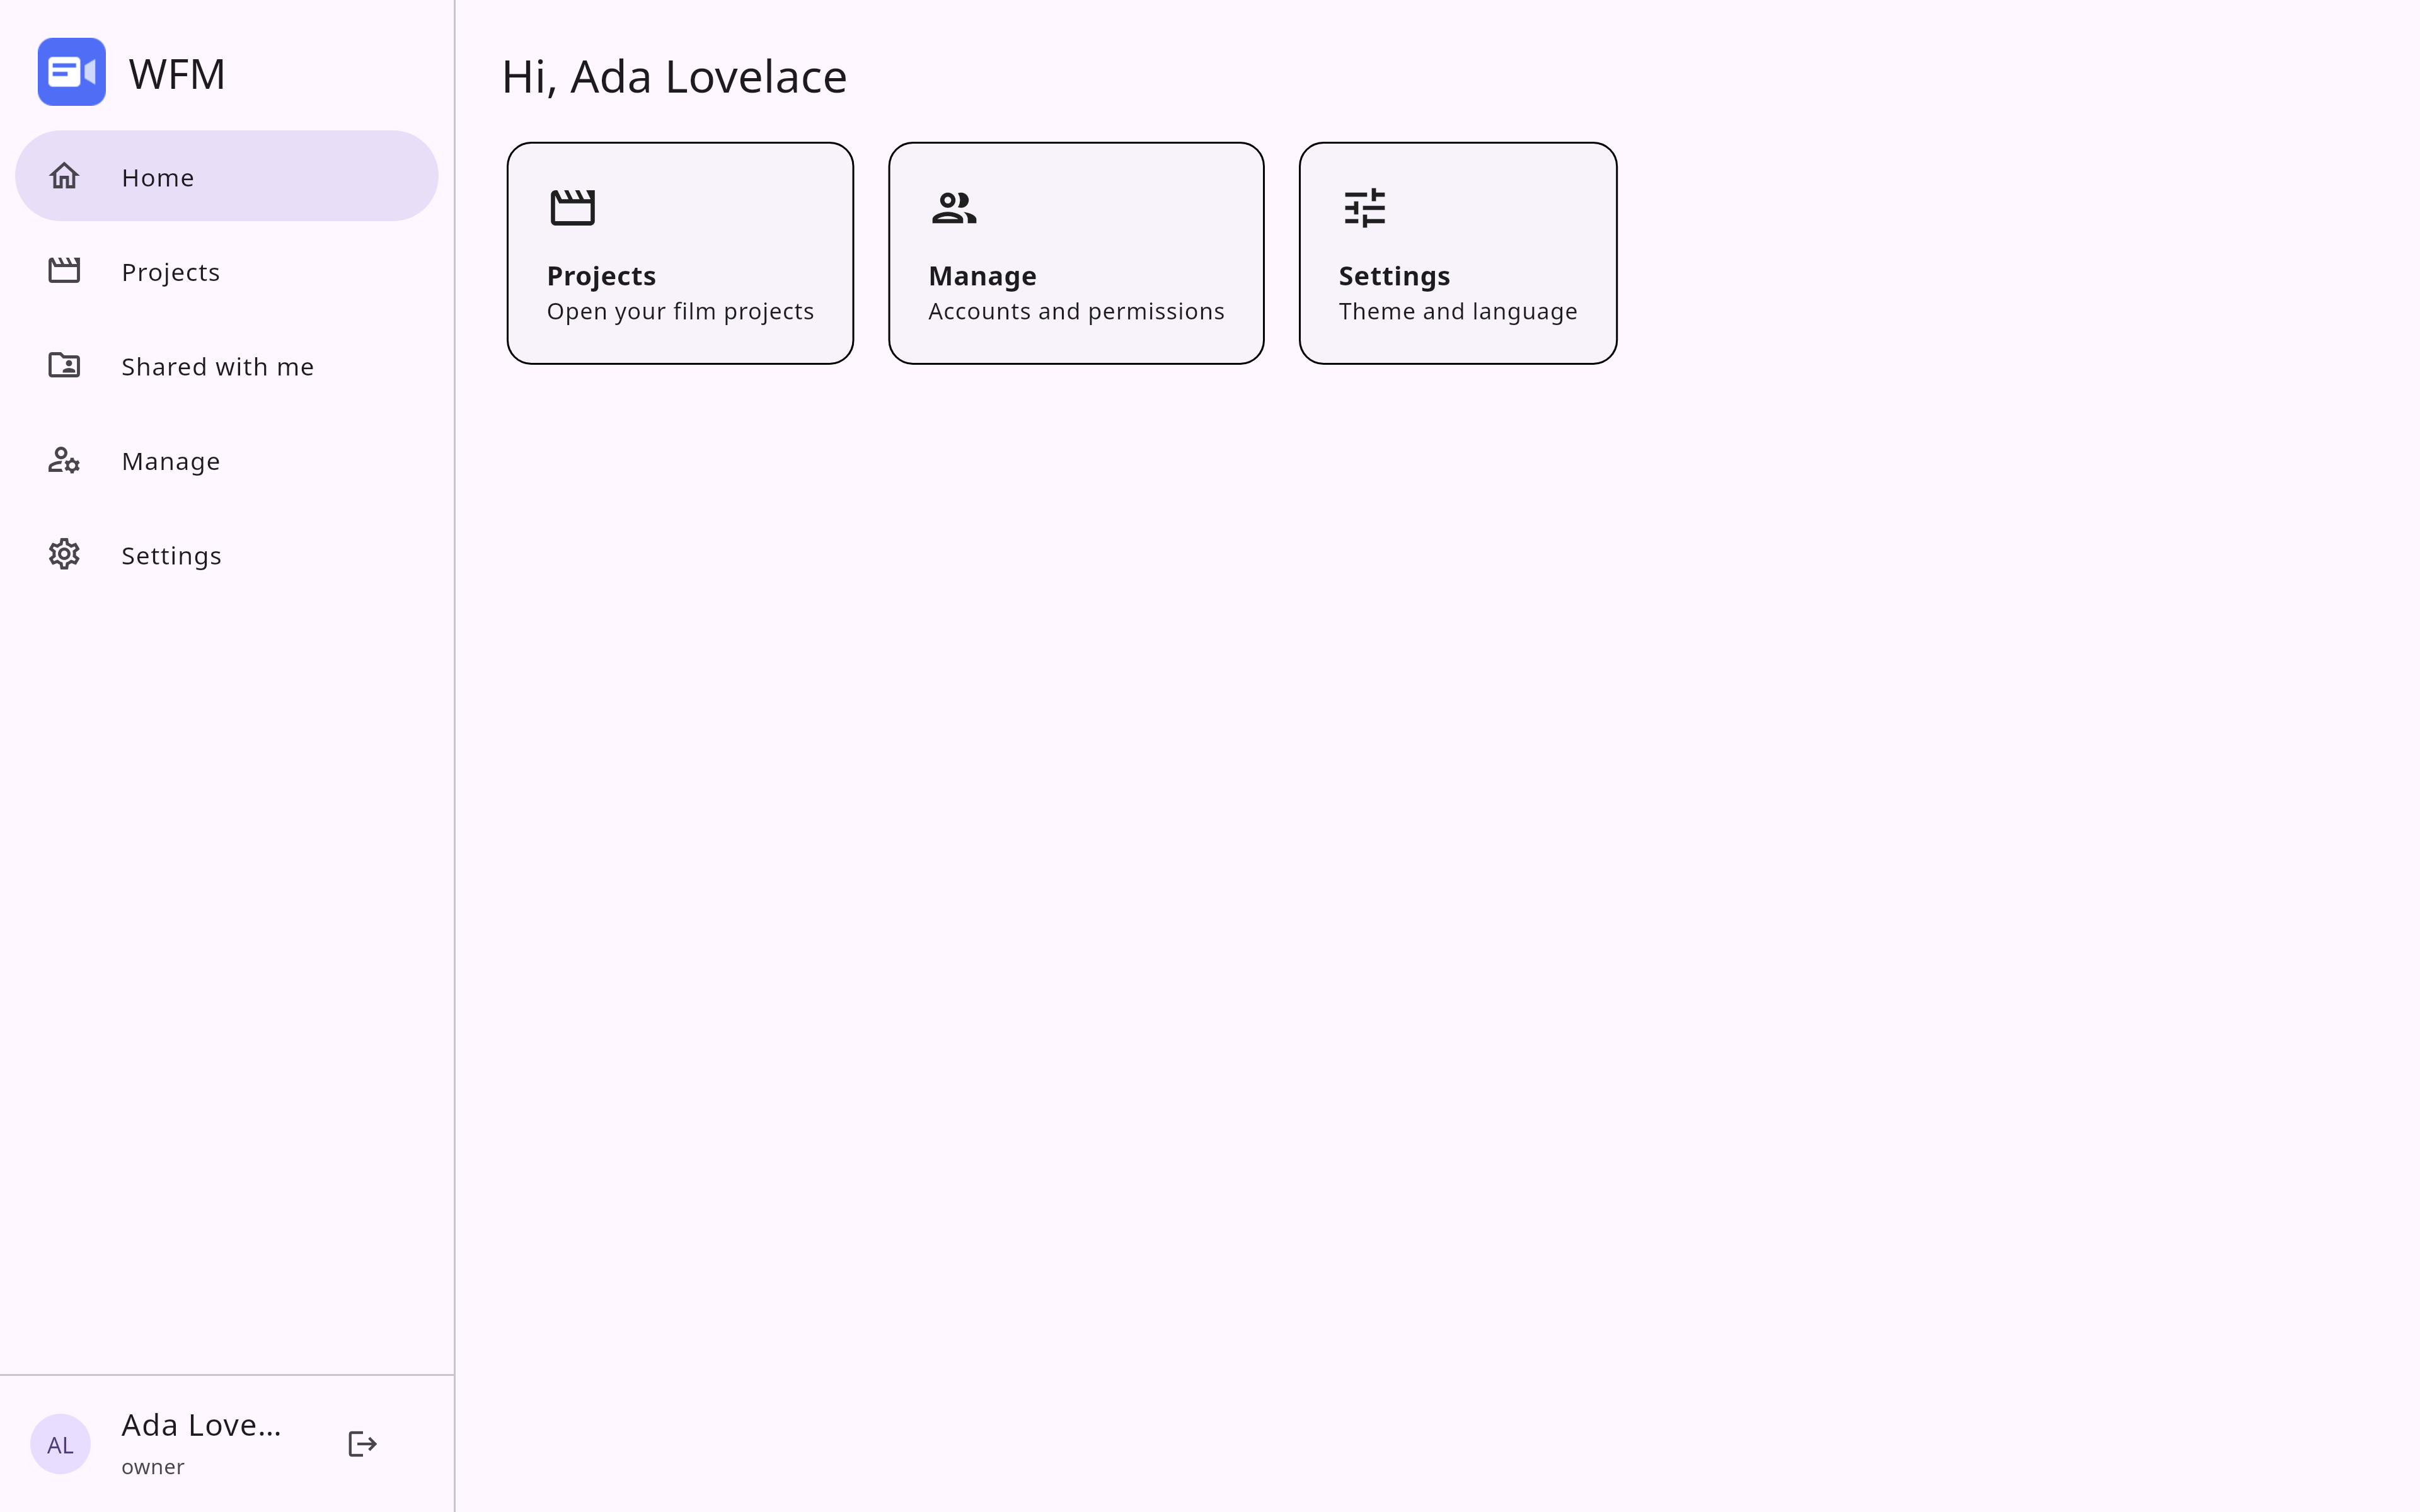 WFM
Home
Projects
Shared with me
Manage
Settings
Ada Love...
AL
owner
Hi, Ada Lovelace
Projects
Open your film projects
Manage
Accounts and permissions
Settings
Theme and language